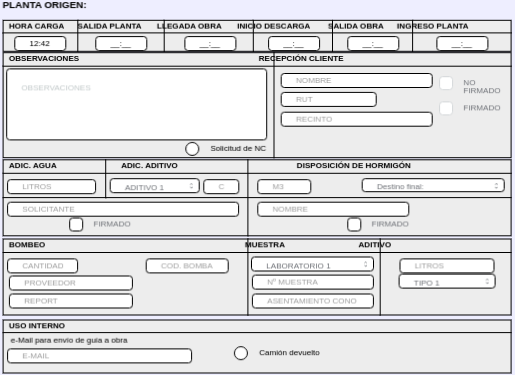 PLANTA ORIGEN:
HORA CARGA SALIDA PLANTA LLEGADA OBRA INICIO DESCARGA SALIDA OBRA INGRESO PLANTA
12:42 __:__ __:__ __:__ __:__ __:__
OBSERVACIONES RECEPCIÓN CLIENTE
OBSERVACIONES
NOMBRE
RUT
RECINTO
NO FIRMADO
FIRMADO
Solicitud de NC
ADIC. AGUA ADIC. ADITIVO DISPOSICIÓN DE HORMIGÓN
LITROS ADITIVO 1 C M3 Destino final:
SOLICITANTE NOMBRE
FIRMADO FIRMADO
BOMBEO MUESTRA ADITIVO
CANTIDAD COD. BOMBA LABORATORIO 1 LITROS
PROVEEDOR Nº MUESTRA TIPO 1
REPORT ASENTAMIENTO CONO
USO INTERNO
e-Mail para envio de guia a obra
E-MAIL Camión devuelto